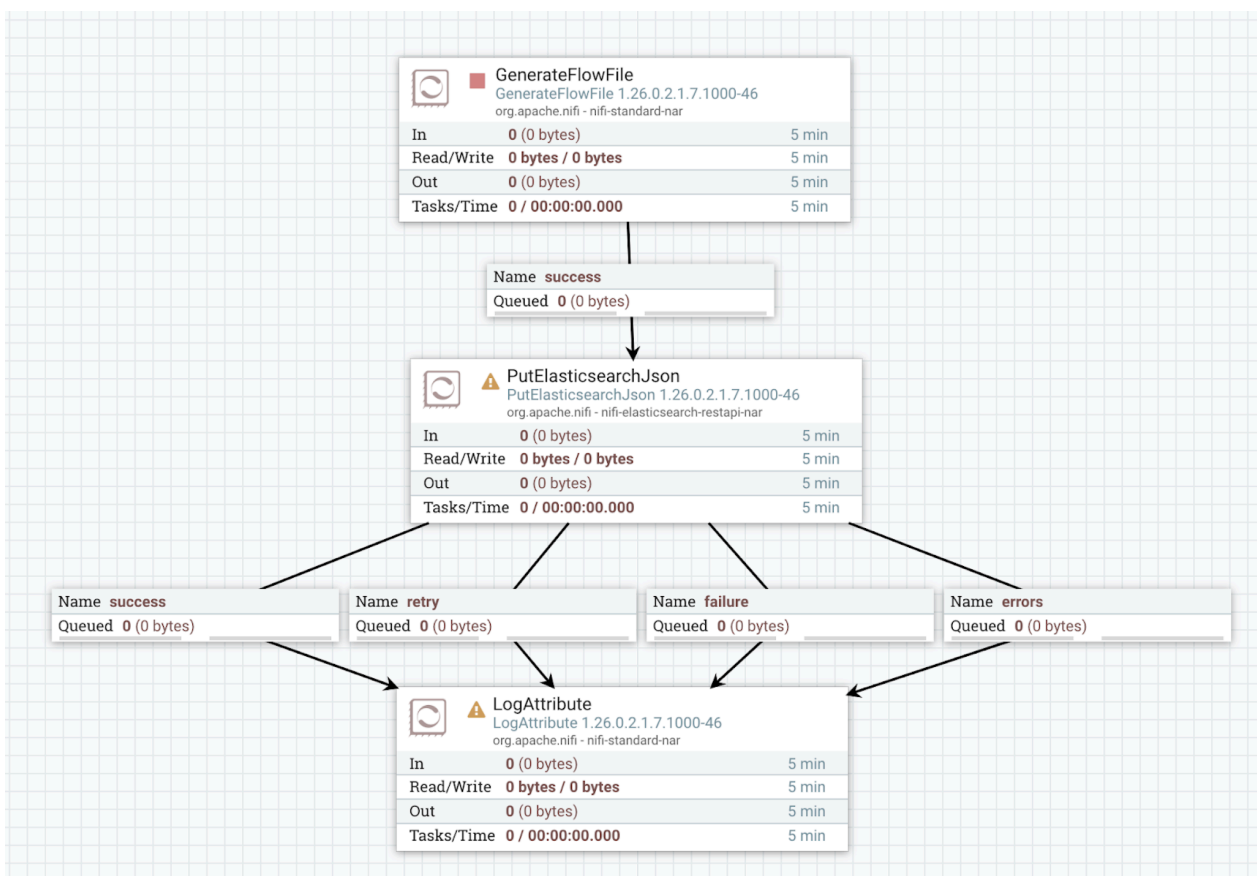 GenerateFlowFile
GenerateFlowFile 1.26.0.2.1.7.1000-46
org.apache.nifi - nifi-standard-nar
In 0 (0 bytes) 5 min
Read/Write 0 bytes / 0 bytes 5 min
Out 0 (0 bytes) 5 min
Tasks/Time 0 / 00:00:00.000 5 min
Name success
Queued 0 (0 bytes)
PutElasticsearchJson
PutElasticsearchJson 1.26.0.2.1.7.1000-46
org.apache.nifi - nifi-elasticsearch-restapi-nar
In 0 (0 bytes) 5 min
Read/Write 0 bytes / 0 bytes 5 min
Out 0 (0 bytes) 5 min
Tasks/Time 0 / 00:00:00.000 5 min
Name success
Queued 0 (0 bytes)
Name retry
Queued 0 (0 bytes)
Name failure
Queued 0 (0 bytes)
Name errors
Queued 0 (0 bytes)
LogAttribute
LogAttribute 1.26.0.2.1.7.1000-46
org.apache.nifi - nifi-standard-nar
In 0 (0 bytes) 5 min
Read/Write 0 bytes / 0 bytes 5 min
Out 0 (0 bytes) 5 min
Tasks/Time 0 / 00:00:00.000 5 min